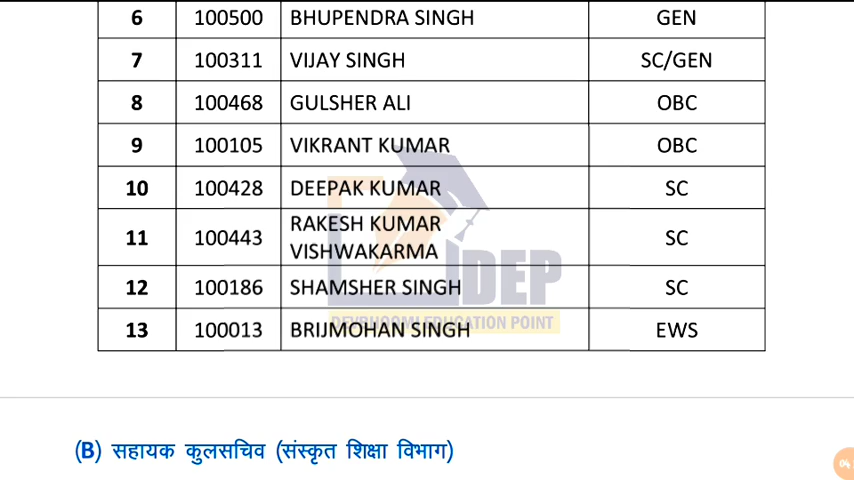 6 100500 BHUPENDRA SINGH GEN
7 100311 VIJAY SINGH SC/GEN
8 100468 GULSHER ALI OBC
9 100105 VIKRANT KUMAR OBC
10 100428 DEEPAK KUMAR SC
11 100443 RAKESH KUMAR
VISHWAKARMA SC
12 100186 SHAMSHER SINGH SC
13 100013 BRIJMOHAN SINGH EWS
DEP
DEVBHOOMI EDUCATION POINT
(B) सहायक कुलसचिव (संस्कृत शिक्षा विभाग)